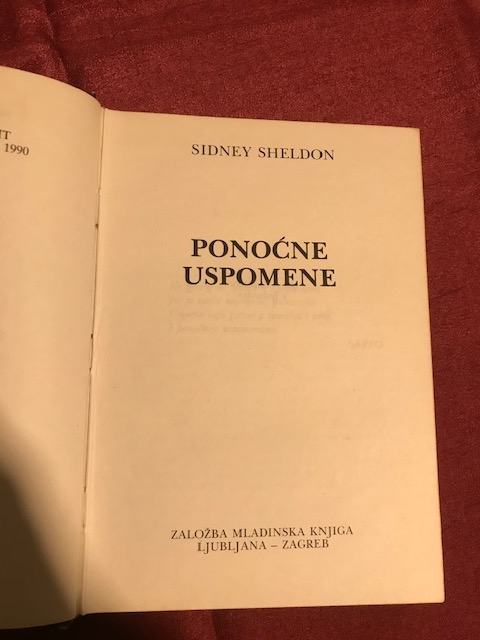 1990
SIDNEY SHELDON
PONOĆNE
USPOMENE
ZALOŽBA MLADINSKA KNJIGA
LJUBLJANA – ZAGREB